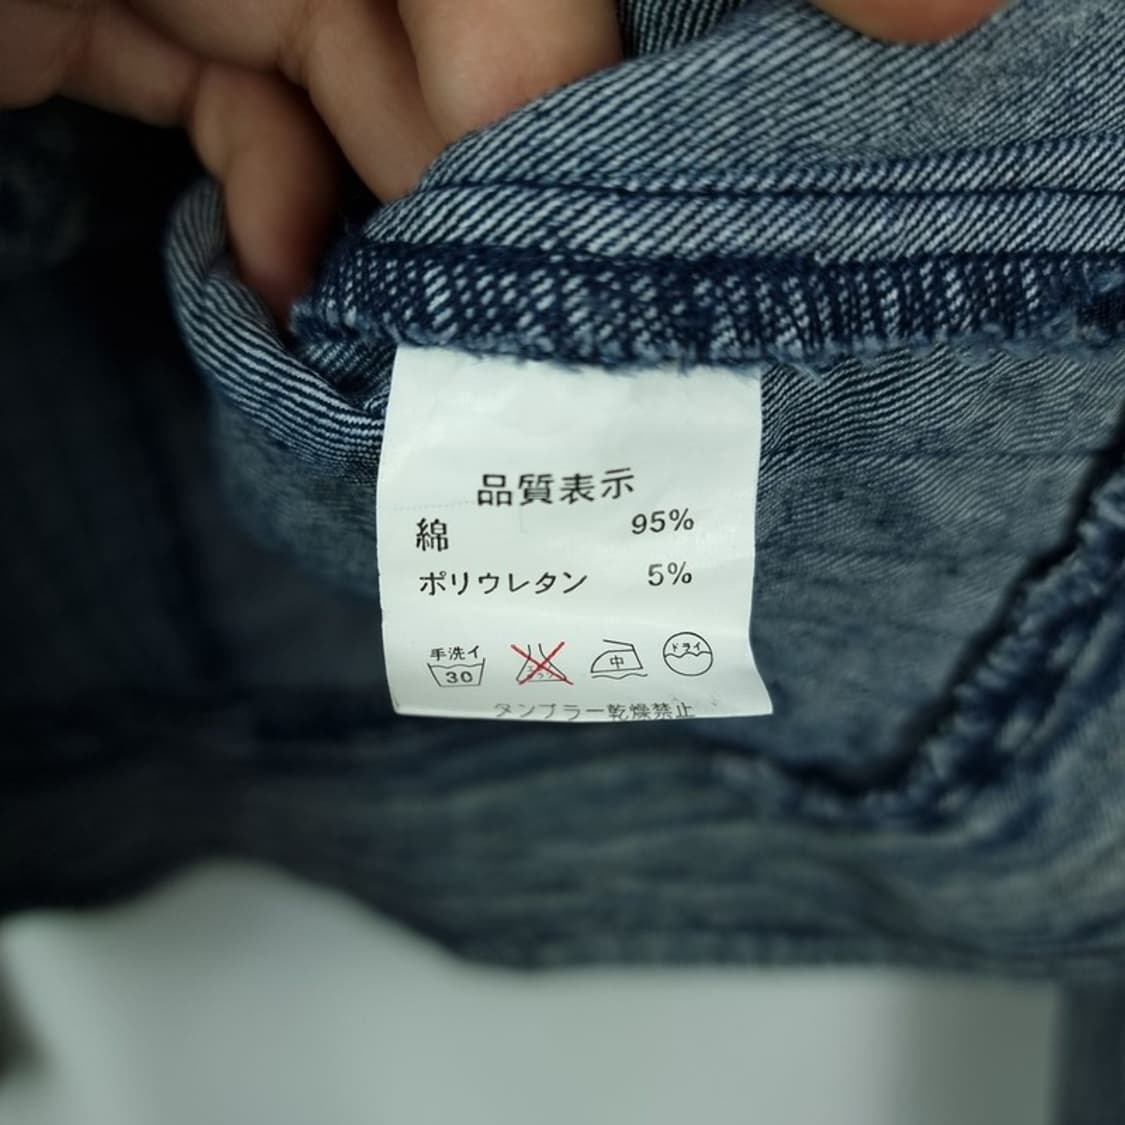 品質表示
綿 95%
ポリウレタン 5%
手洗イ 30 中 ドライ
タンブラー乾燥禁止